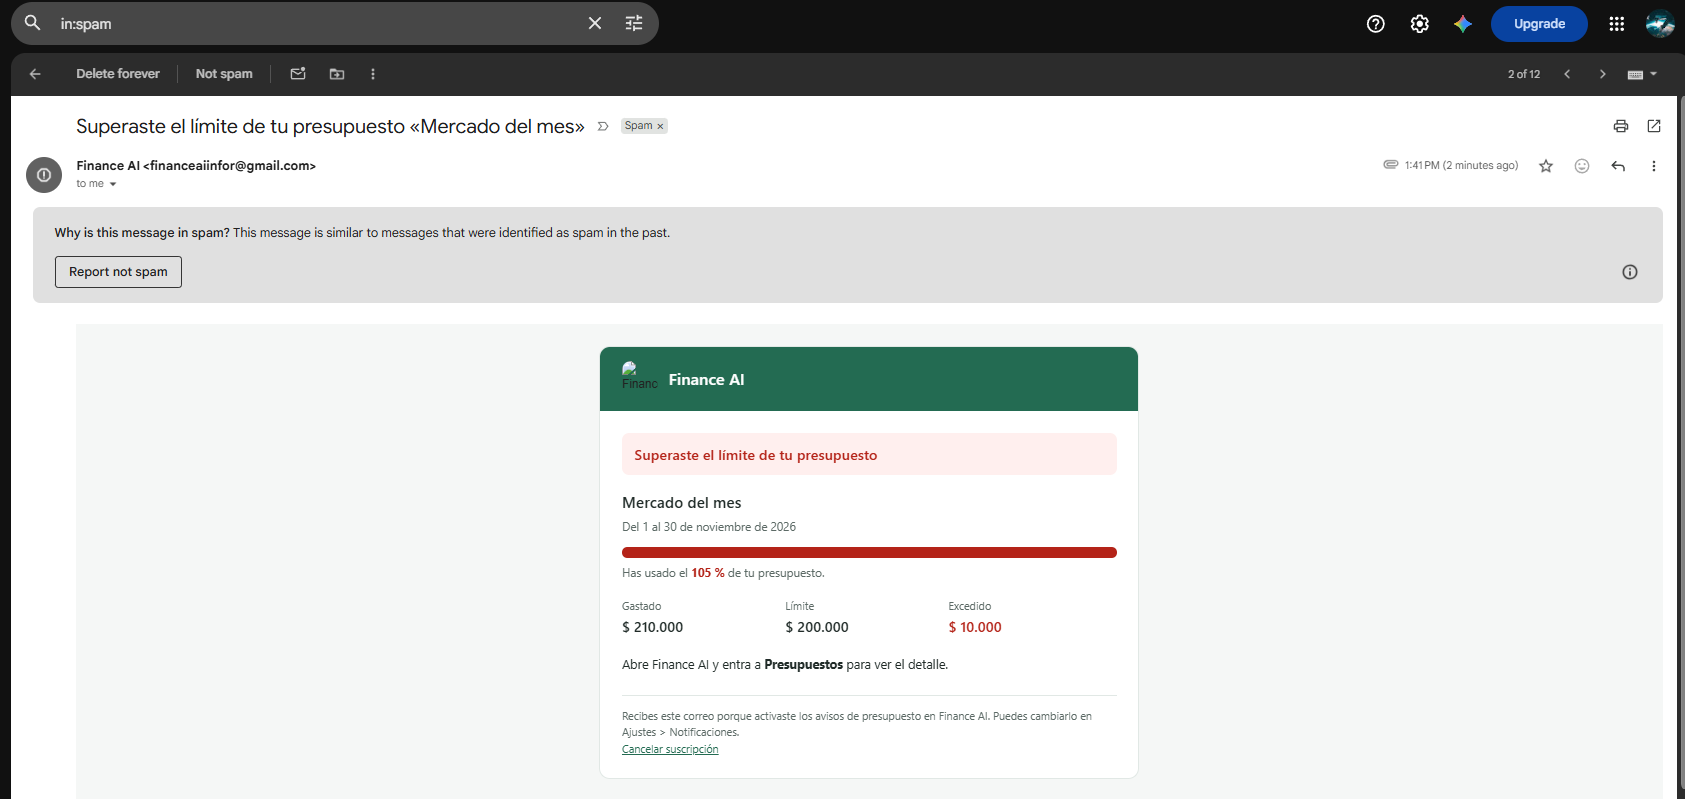 in:spam
Upgrade
Delete forever
Not spam
2 of 12
Superaste el límite de tu presupuesto «Mercado del mes»
Spam ×
Finance AI <financeaiinfor@gmail.com>
1:41 PM (2 minutes ago)
to me
Why is this message in spam? This message is similar to messages that were identified as spam in the past.
Report not spam
Financ
Finance AI
Superaste el límite de tu presupuesto
Mercado del mes
Del 1 al 30 de noviembre de 2026
Has usado el 105 % de tu presupuesto.
Gastado Límite Excedido
$ 210.000 $ 200.000 $ 10.000
Abre Finance AI y entra a Presupuestos para ver el detalle.
Recibes este correo porque activaste los avisos de presupuesto en Finance AI. Puedes cambiarlo en
Ajustes > Notificaciones.
Cancelar suscripción